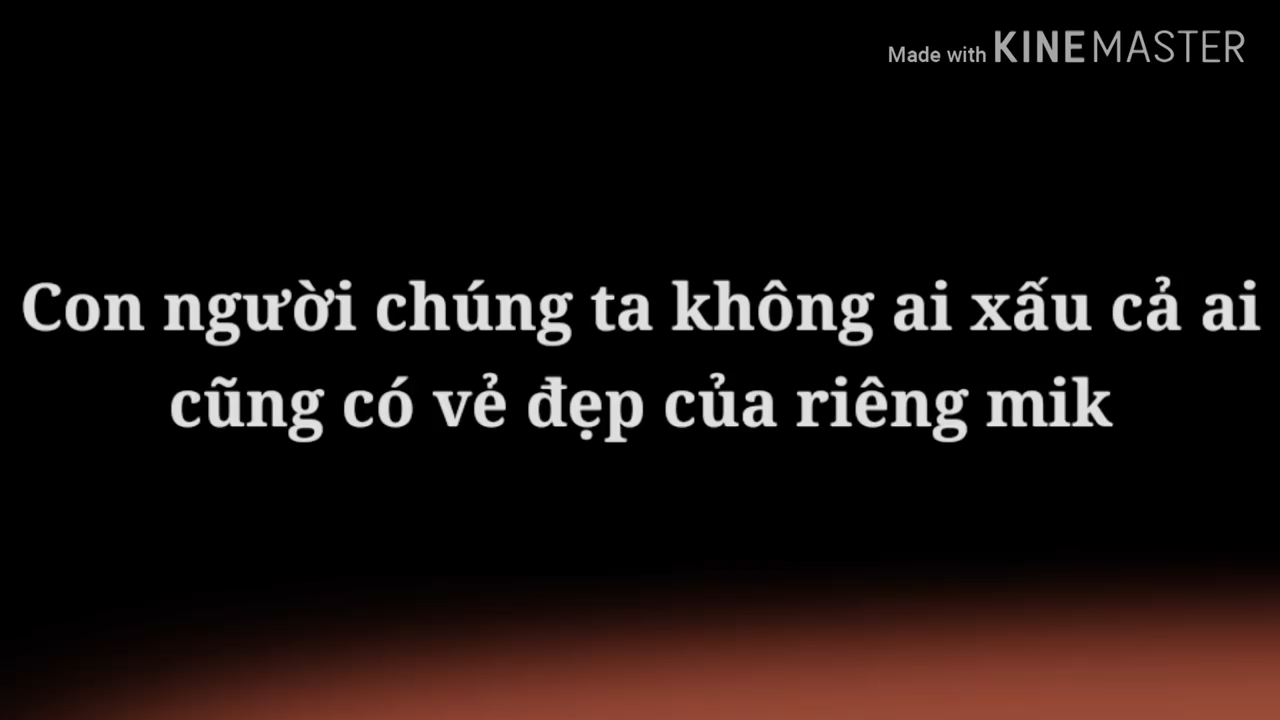 Made with KINEMASTER
Con người chúng ta không ai xấu cả ai
cũng có vẻ đẹp của riêng mik